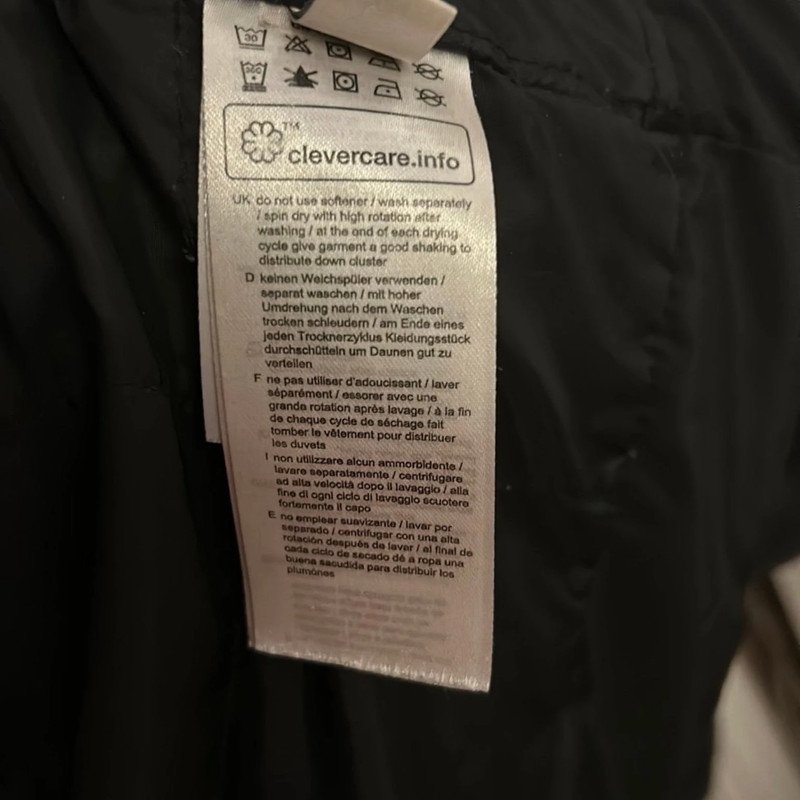 30
clevercare.info
TM
UK do not use softener / wash separately
/ spin dry with high rotation after
washing / at the end of each drying
cycle give garment a good shaking to
distribute down cluster
D keinen Weichspüler verwenden /
separat waschen / mit hoher
Umdrehung nach dem Waschen
trocken schleudern / am Ende eines
jeden Trocknerzyklus Kleidungsstück
durchschütteln um Daunen gut zu
verteilen
F ne pas utiliser d'adoucissant / laver
séparément / essorer avec une
grande rotation après lavage / à la fin
de chaque cycle de séchage fait
tomber le vêtement pour distribuer
les duvets
I non utilizzare alcun ammorbidente /
lavare separatamente / centrifugare
ad alta velocità dopo il lavaggio / alla
fine di ogni ciclo di lavaggio scuotere
fortemente il capo
E no emplear suavizante / lavar por
separado / centrifugar con una alta
rotación después de lavar / al final de
cada ciclo de secado dé a ropa una
buena sacudida para distribuir los
plumónes